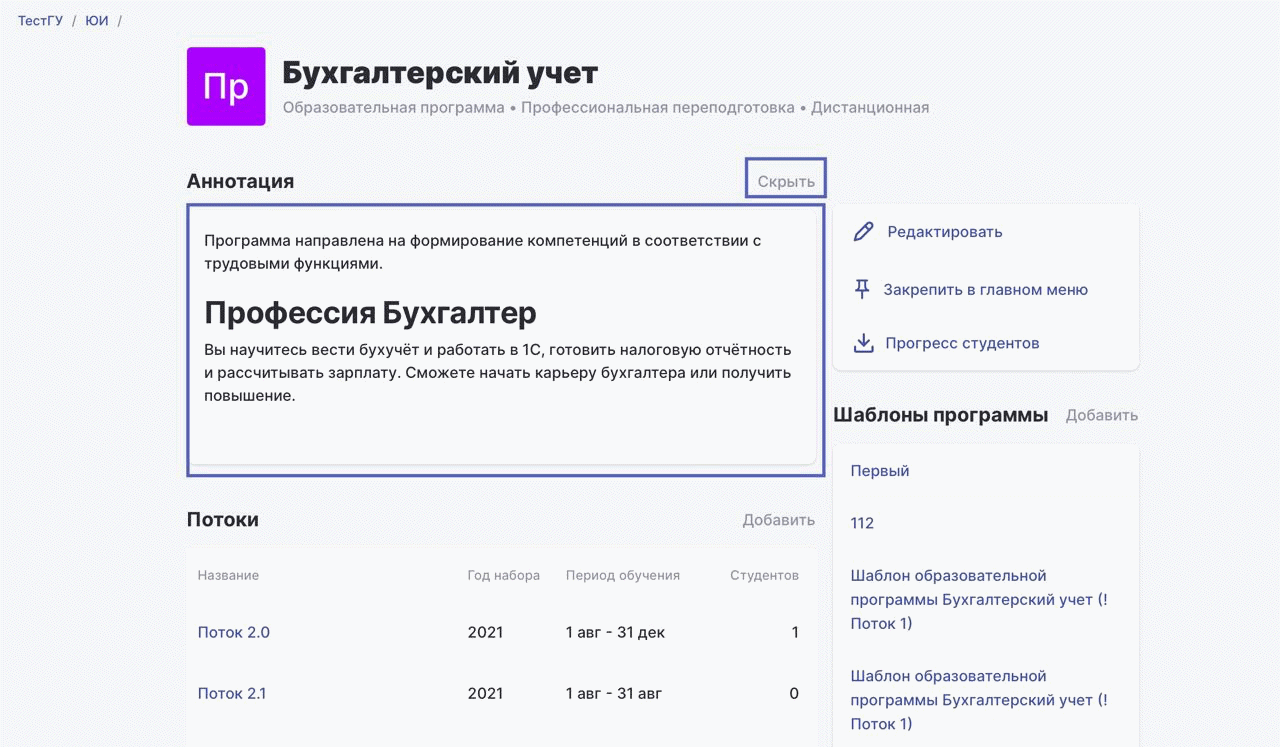 ТестГУ / ЮИ /
Пр
Бухгалтерский учет
Образовательная программа • Профессиональная переподготовка • Дистанционная
Аннотация
Скрыть
Программа направлена на формирование компетенций в соответствии с
трудовыми функциями.
Профессия Бухгалтер
Вы научитесь вести бухучёт и работать в 1С, готовить налоговую отчётность
и рассчитывать зарплату. Сможете начать карьеру бухгалтера или получить
повышение.
Потоки
Добавить
Название Год набора Период обучения Студентов
Поток 2.0 2021 1 авг - 31 дек 1
Поток 2.1 2021 1 авг - 31 авг 0
Редактировать
Закрепить в главном меню
Прогресс студентов
Шаблоны программы
Добавить
Первый
112
Шаблон образовательной
программы Бухгалтерский учет (!
Поток 1)
Шаблон образовательной
программы Бухгалтерский учет (!
Поток 1)